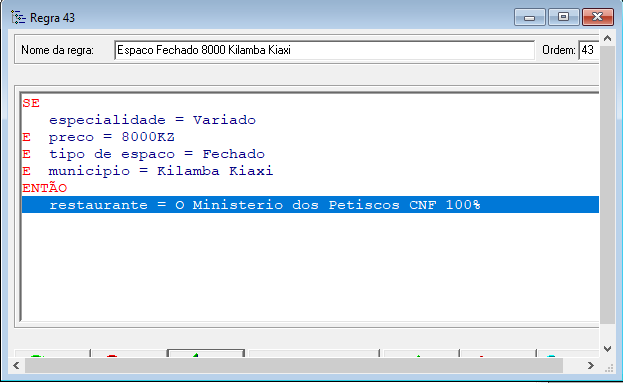 Regra 43
Nome da regra: Espaco Fechado 8000 Kilamba Kiaxi Ordem: 43
SE
especialidade = Variado
E preco = 8000KZ
E tipo de espaco = Fechado
E municipio = Kilamba Kiaxi
ENTÃO
restaurante = O Ministerio dos Petiscos CNF 100%